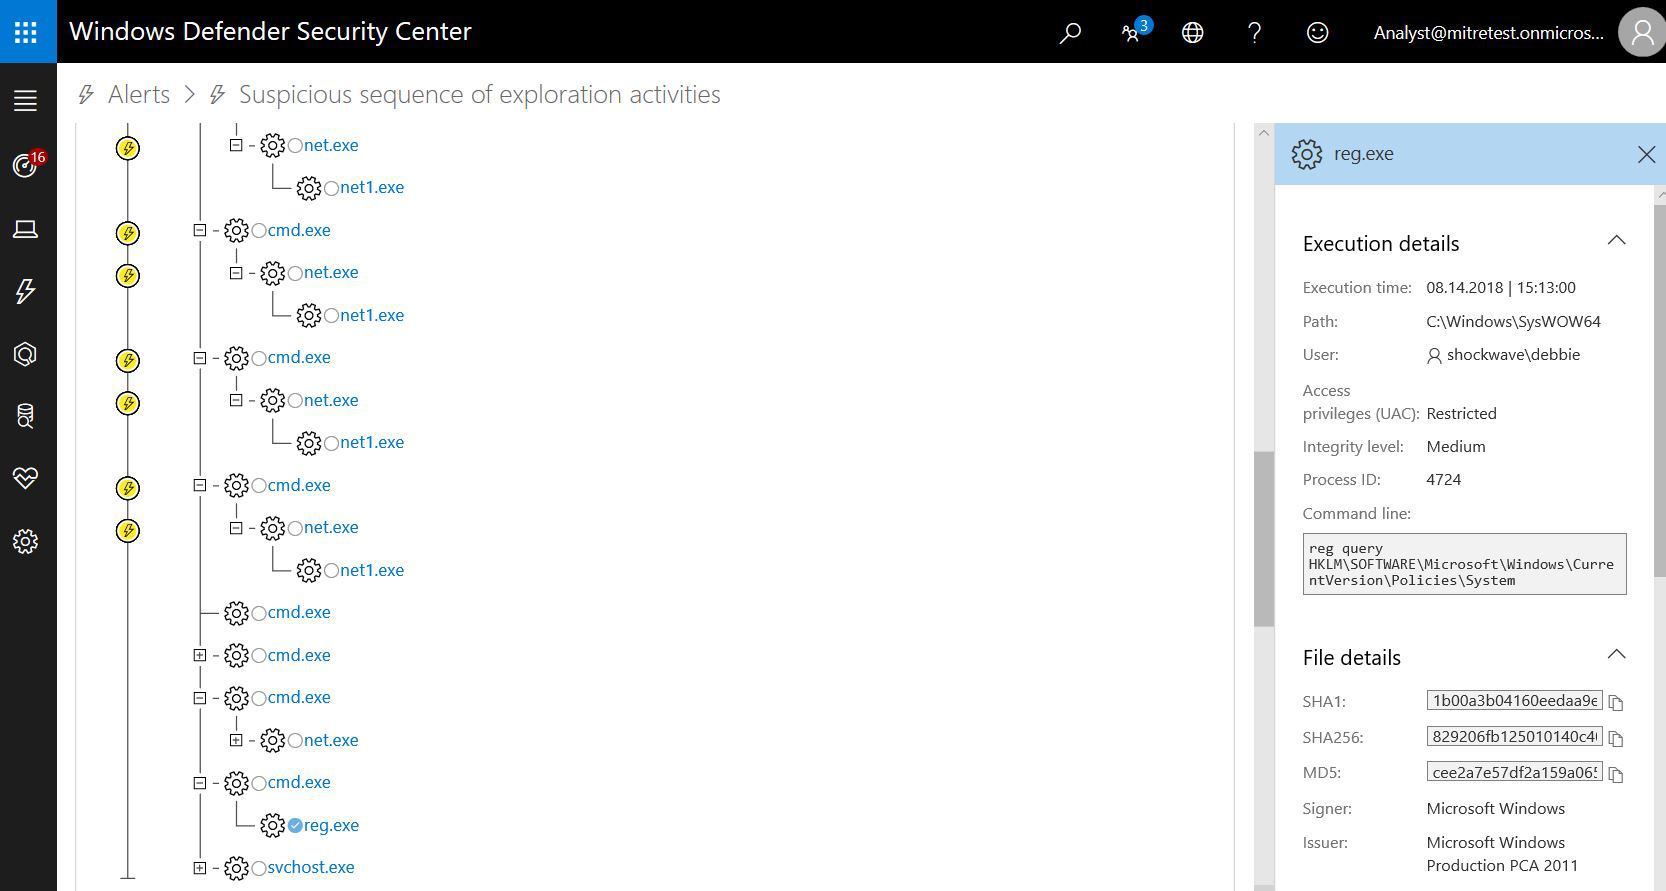 Windows Defender Security Center
3
Analyst@mitretest.onmicros...
Alerts > Suspicious sequence of exploration activities
16
net.exe
net1.exe
cmd.exe
net.exe
net1.exe
cmd.exe
net.exe
net1.exe
cmd.exe
net.exe
net1.exe
cmd.exe
cmd.exe
cmd.exe
net.exe
cmd.exe
reg.exe
svchost.exe
reg.exe
Execution details
Execution time: 08.14.2018 | 15:13:00
Path: C:\Windows\SysWOW64
User: shockwave\debbie
Access
privileges (UAC): Restricted
Integrity level: Medium
Process ID: 4724
Command line:
reg query
HKLM\SOFTWARE\Microsoft\Windows\Curre
ntVersion\Policies\System
File details
SHA1: 1b00a3b04160eedaa9e
SHA256: 829206fb125010140c4
MD5: cee2a7e57df2a159a065
Signer: Microsoft Windows
Issuer: Microsoft Windows
Production PCA 2011